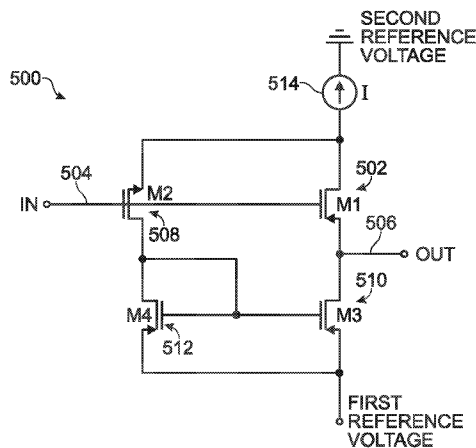 SECOND
REFERENCE
VOLTAGE
500
514
I
502
504
M2
M1
IN
508
506
OUT
510
M4
M3
512
FIRST
REFERENCE
VOLTAGE